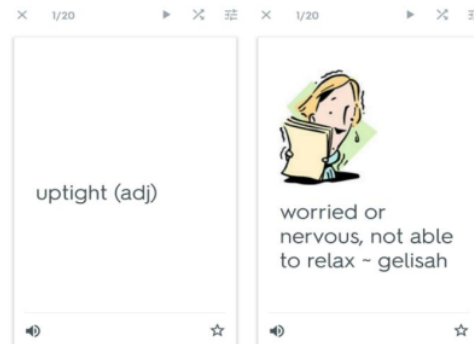 1/20
uptight (adj)
1/20
worried or
nervous, not able
to relax ~ gelisah